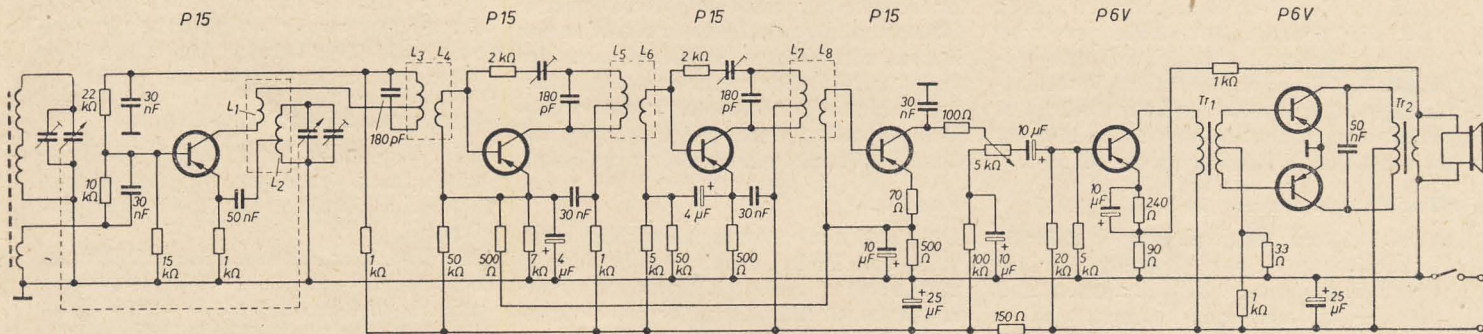 P15
P15
P15
P15
P6V
P6V
22 kΩ
30 nF
10 kΩ
30 nF
15 kΩ
1 kΩ
50 nF
L1
L2
180 pF
L3
L4
1 kΩ
2 kΩ
180 pF
50 kΩ
500 Ω
7 kΩ
+
4 µF
30 nF
1 kΩ
L5
L6
2 kΩ
180 pF
5 kΩ
50 kΩ
4 µF
+
30 nF
500 Ω
L7
L8
30 nF
100Ω
70 Ω
10 µF
+
500 Ω
+
25 µF
5 kΩ
10 µF
+
100 kΩ
+
10 µF
150Ω
20 kΩ
5 kΩ
10 µF
+
240 Ω
90 Ω
1 kΩ
Tr1
33 Ω
1 kΩ
50 nF
Tr2
+
25 µF